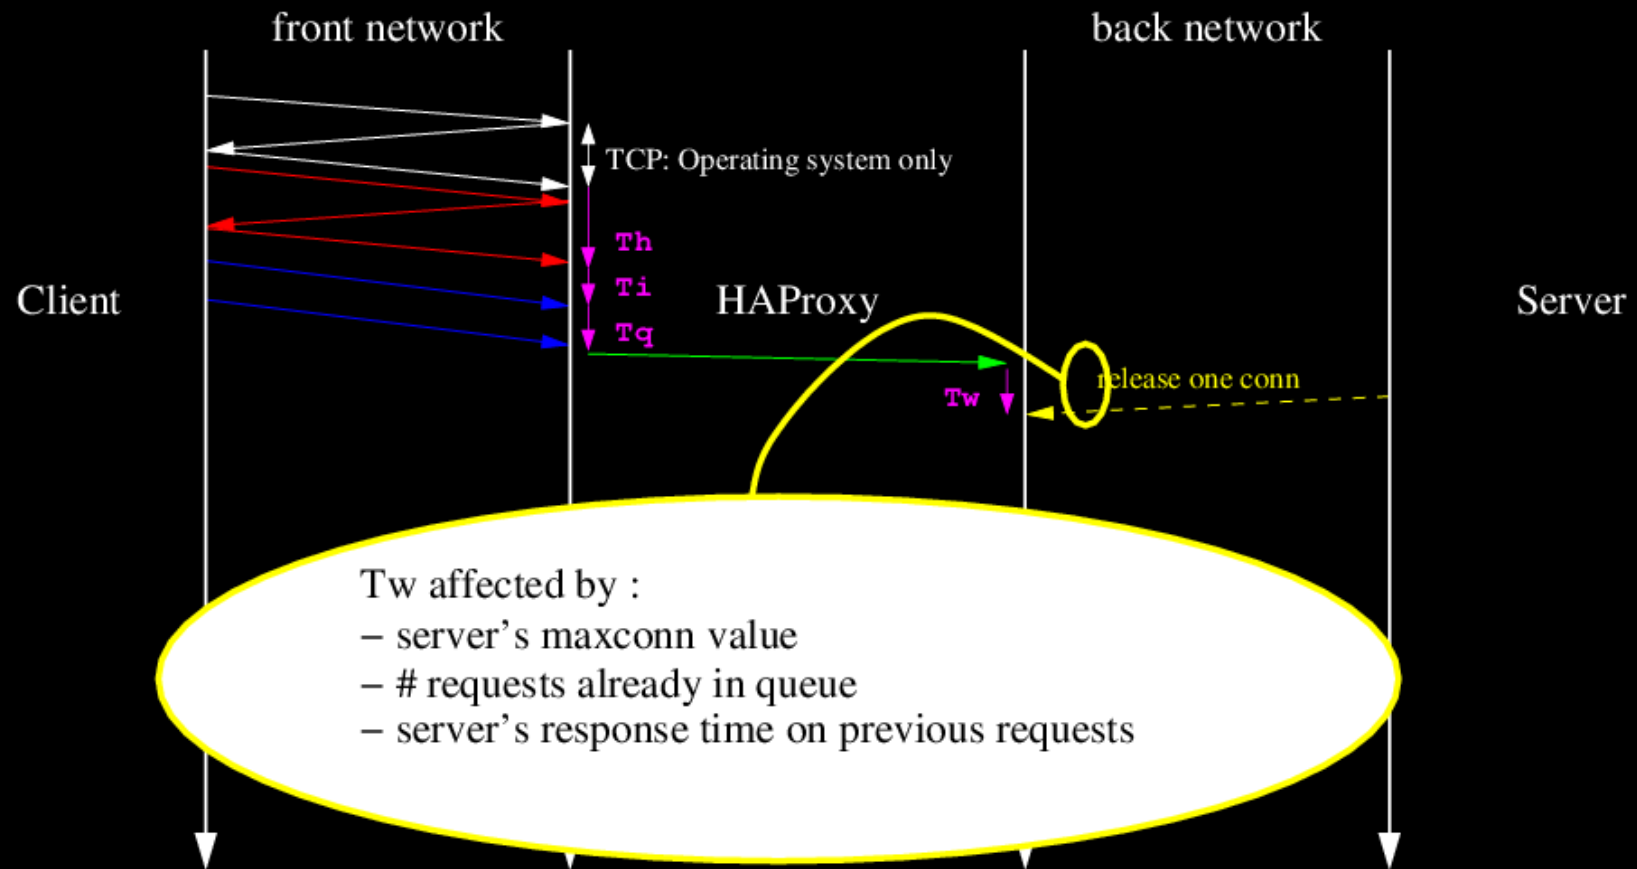 front network
back network
TCP: Operating system only
Th
Ti
Client
HAProxy
Server
Tq
release one conn
Tw
Tw affected by :
– server’s maxconn value
– # requests already in queue
– server’s response time on previous requests